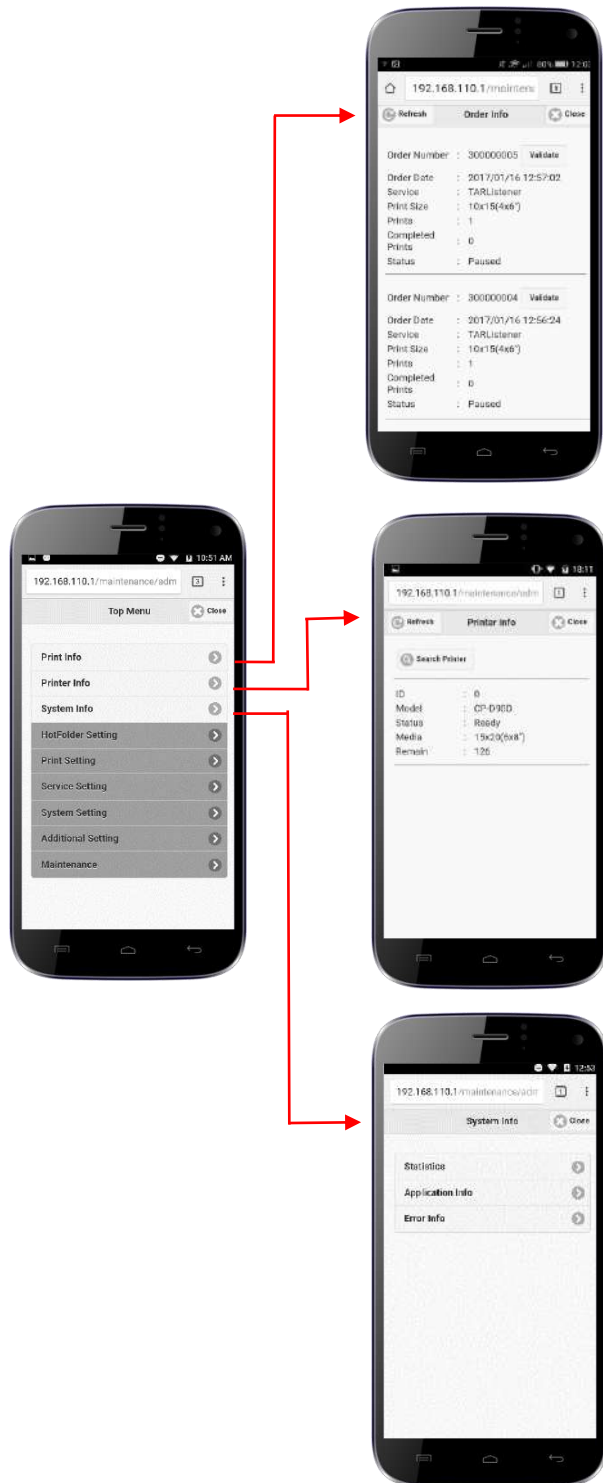 80% 12:03
192.168.110.1/maintena
Refresh Order Info Close
Order Number : 300000005 Validate
Order Date : 2017/01/16 12:57:02
Service : TARListener
Print Size : 10x15(4x6")
Prints : 1
Completed Prints : 0
Status : Paused
Order Number : 300000004 Validate
Order Date : 2017/01/16 12:56:24
Service : TARListener
Print Size : 10x15(4x6")
Prints : 1
Completed Prints : 0
Status : Paused
10:51 AM
192.168.110.1/maintenance/adm 3
Top Menu Close
Print Info
Printer Info
System Info
HotFolder Setting
Print Setting
Service Setting
System Setting
Additional Setting
Maintenance
18:11
192.168.110.1/maintenance/adm
Refresh Printer Info Close
Search Printer
ID : 0
Model : CP-D90D
Status : Ready
Media : 15x20(6x8")
Remain : 126
12:53
192.168.110.1/maintenance/adm
System Info Close
Statistics
Application Info
Error Info